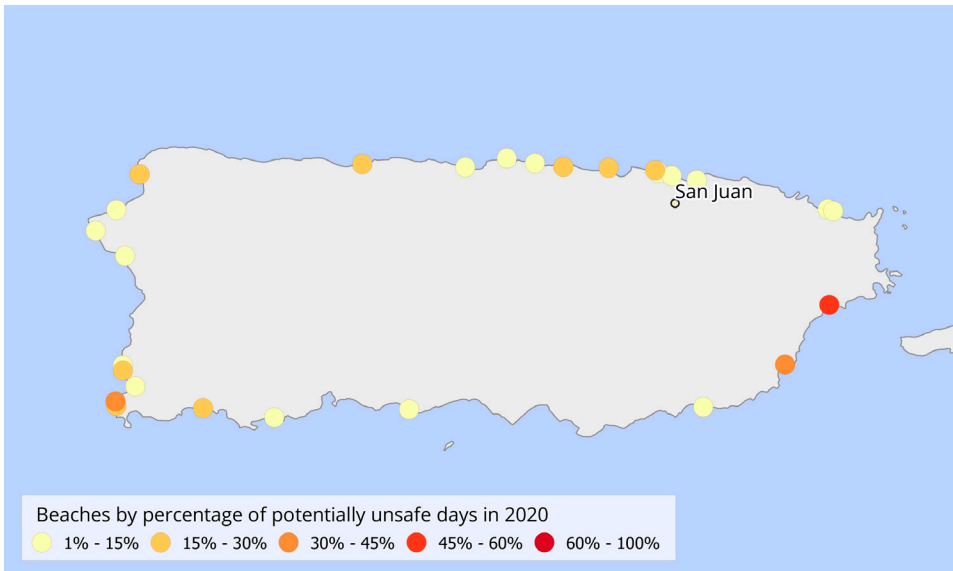 San Juan
Beaches by percentage of potentially unsafe days in 2020
1% - 15% 15% - 30% 30% - 45% 45% - 60% 60% - 100%